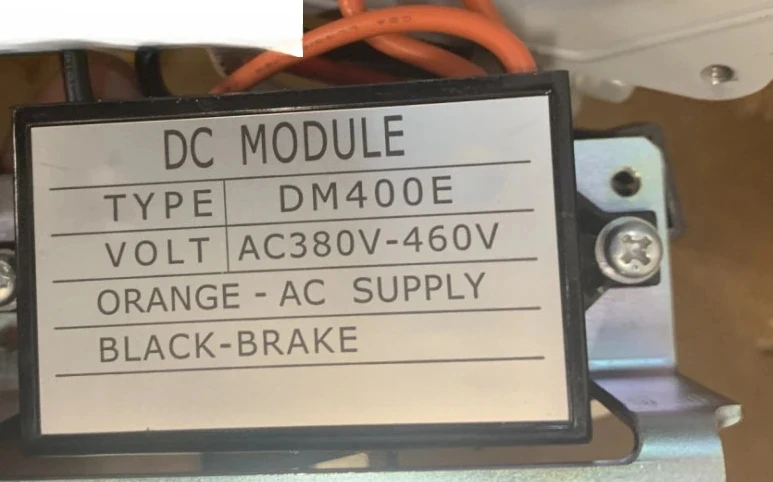 DC MODULE
TYPE DM400E
VOLT AC380V-460V
ORANGE - AC SUPPLY
BLACK-BRAKE